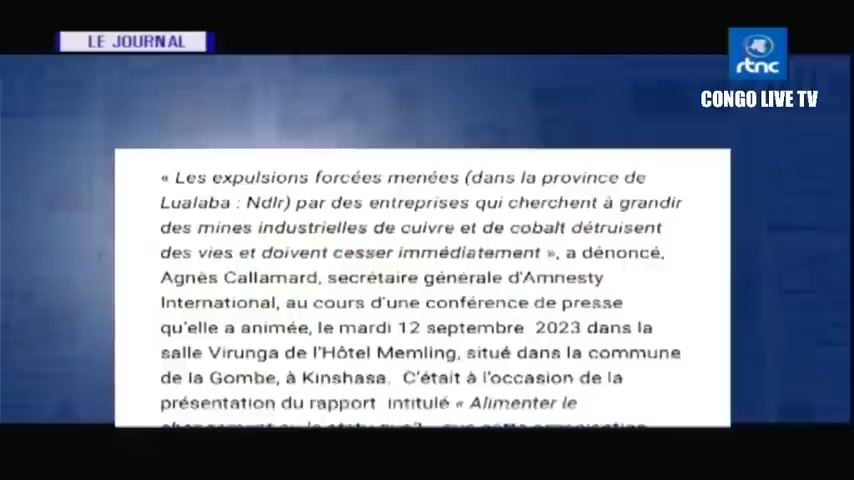 LE JOURNAL
rtnc
CONGO LIVE TV
« Les expulsions forcées menées (dans la province de
Lualaba : Ndlr) par des entreprises qui cherchent à grandir
des mines industrielles de cuivre et de cobalt détruisent
des vies et doivent cesser immédiatement », a dénoncé,
Agnès Callamard, secrétaire générale d'Amnesty
International, au cours d'une conférence de presse
qu'elle a animée, le mardi 12 septembre 2023 dans la
salle Virunga de l'Hôtel Memling, situé dans la commune
de la Gombe, à Kinshasa. C'était à l'occasion de la
présentation du rapport intitulé « Alimenter le